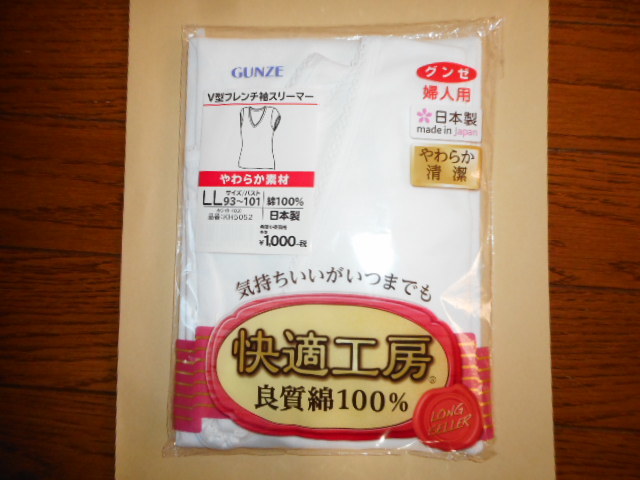 GUNZE
V型フレンチ袖スリーマー
やわらか素材
LL
サイズ/バスト
93~101
綿100%
日本製
品番:KH5052
¥1,000+税
グンゼ
婦人用
日本製
made in japan
やわらか
清潔
気持ちいいがいつまでも
快適工房
良質綿100%
LONG
SELLER